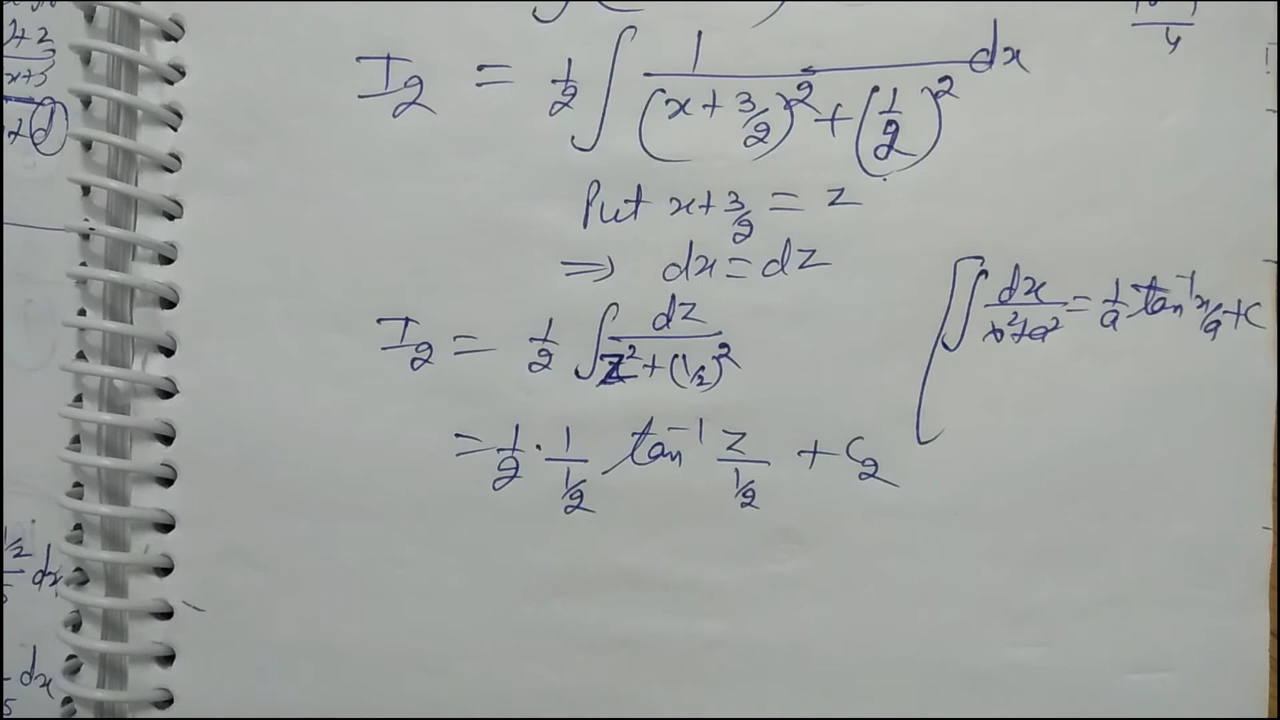 I2 = 1/2 ∫ 1/((x + 3/2)² + (1/2)²) dx
Put x + 3/2 = z
⇒ dx = dz
I2 = 1/2 ∫ dz/(z² + (1/2)²)
∫ dx/(x²+a²) = 1/a tan⁻¹ x/a + c
= 1/2 · 1/(1/2) tan⁻¹ z/(1/2) + c2